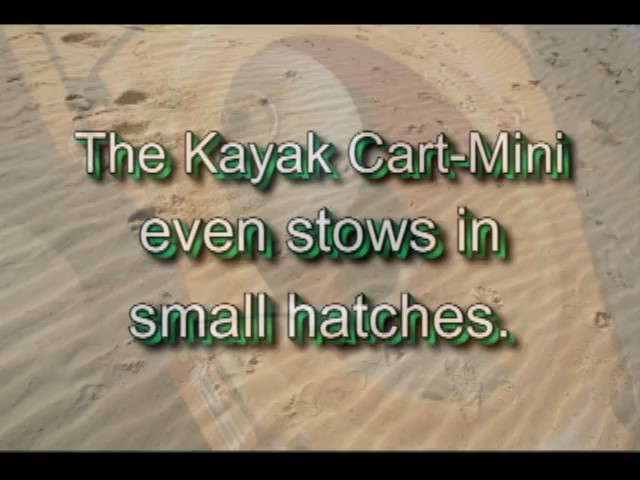 The Kayak Cart-Mini
even stows in
small hatches.